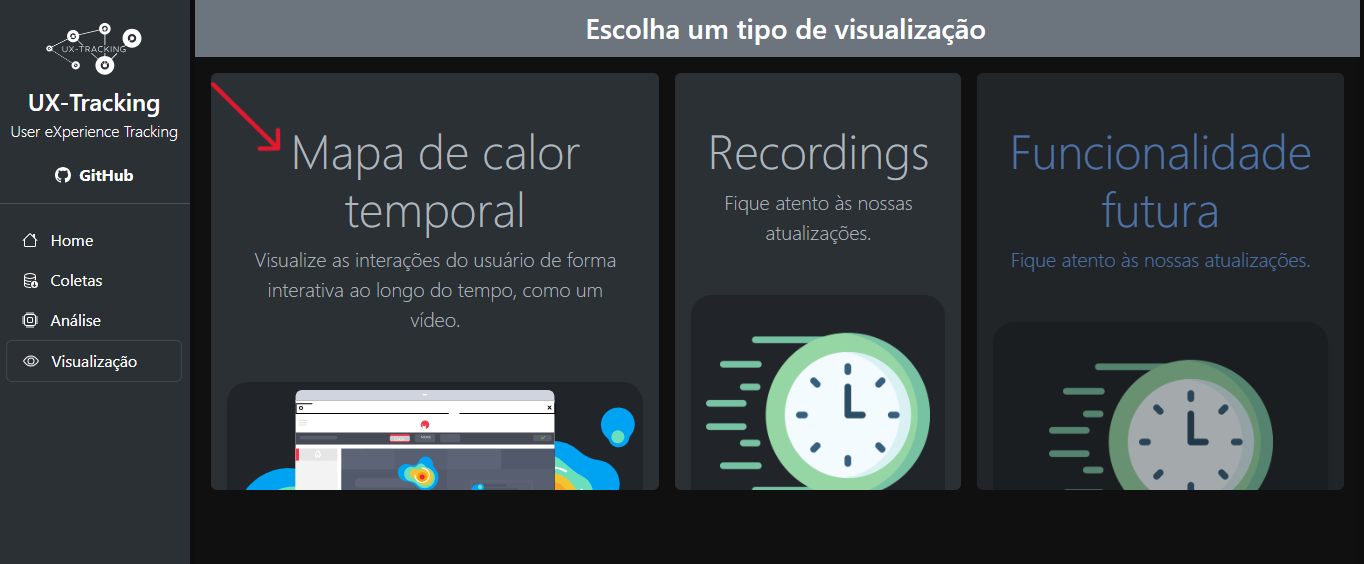 UX-TRACKING
UX-Tracking
User eXperience Tracking
GitHub
Home
Coletas
Análise
Visualização
Escolha um tipo de visualização
Mapa de calor
temporal
Visualize as interações do usuário de forma
interativa ao longo do tempo, como um
vídeo.
Recordings
Fique atento às nossas
atualizações.
Funcionalidade
futura
Fique atento às nossas atualizações.